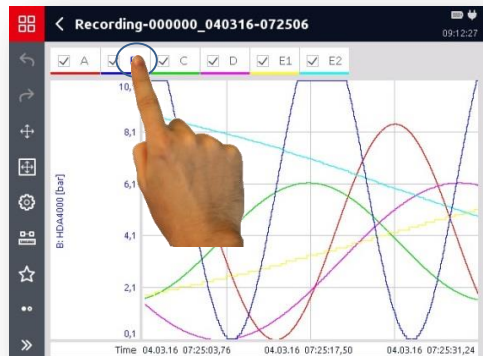 Recording-000000_040316-072506
09:12:27
A
C
D
E1
E2
10,
8,1
6,1
4,1
2,1
0,1
B: HDA4000 [bar]
Time 04.03.16 07:25:03,76 04.03.16 07:25:17,50 04.03.16 07:25:31,24